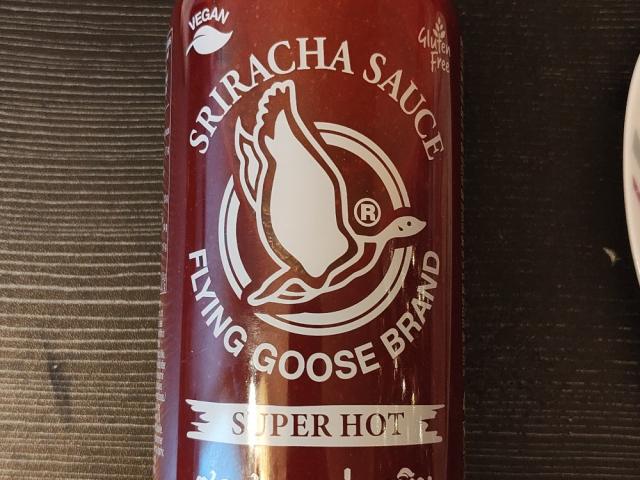 VEGAN
Gluten
Free
SRIRACHA SAUCE
®
FLYING GOOSE BRAND
SUPER HOT